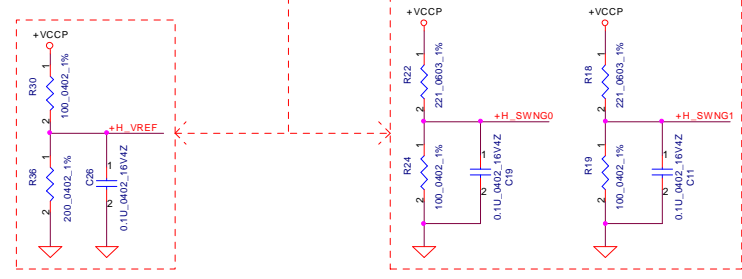 +VCCP
R30
100_0402_1%
1
2
+H_VREF
R36
200_0402_1%
1
2
C26
0.1U_0402_16V4Z
1
2
+VCCP
R22
221_0603_1%
1
2
+H_SWNG0
R24
100_0402_1%
1
2
C19
0.1U_0402_16V4Z
1
2
+VCCP
R18
221_0603_1%
1
2
+H_SWNG1
R19
100_0402_1%
1
2
C11
0.1U_0402_16V4Z
1
2